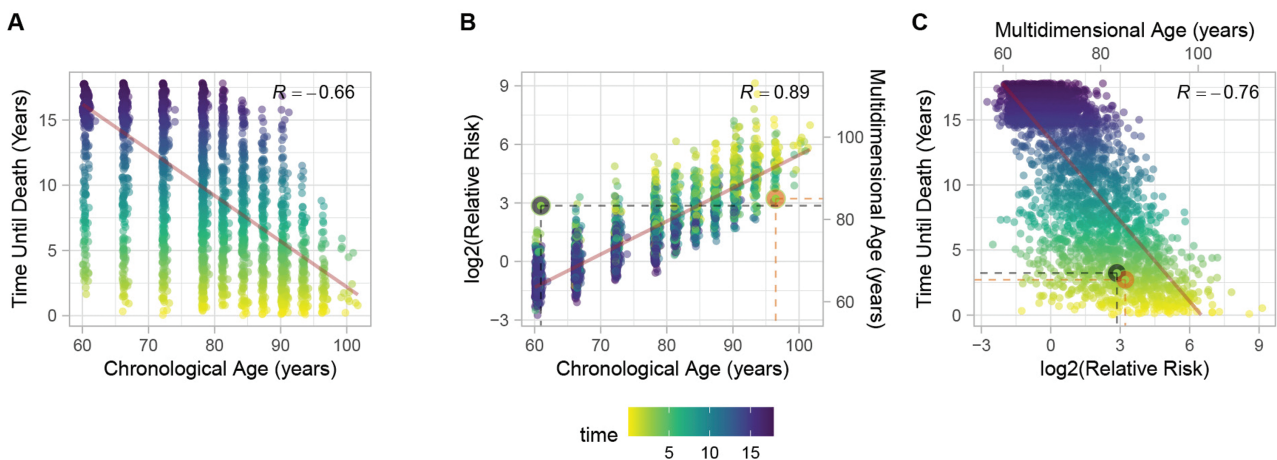 A
Time Until Death (Years)
15
10
5
0
R = −0.66
60
70
80
90
100
Chronological Age (years)
B
log2(Relative Risk)
9
6
3
0
−3
R = 0.89
100
80
60
Multidimensional Age (years)
60
70
80
90
100
Chronological Age (years)
C
Multidimensional Age (years)
60
80
100
Time Until Death (Years)
15
10
5
0
R = −0.76
−3
0
3
6
9
log2(Relative Risk)
time
5
10
15